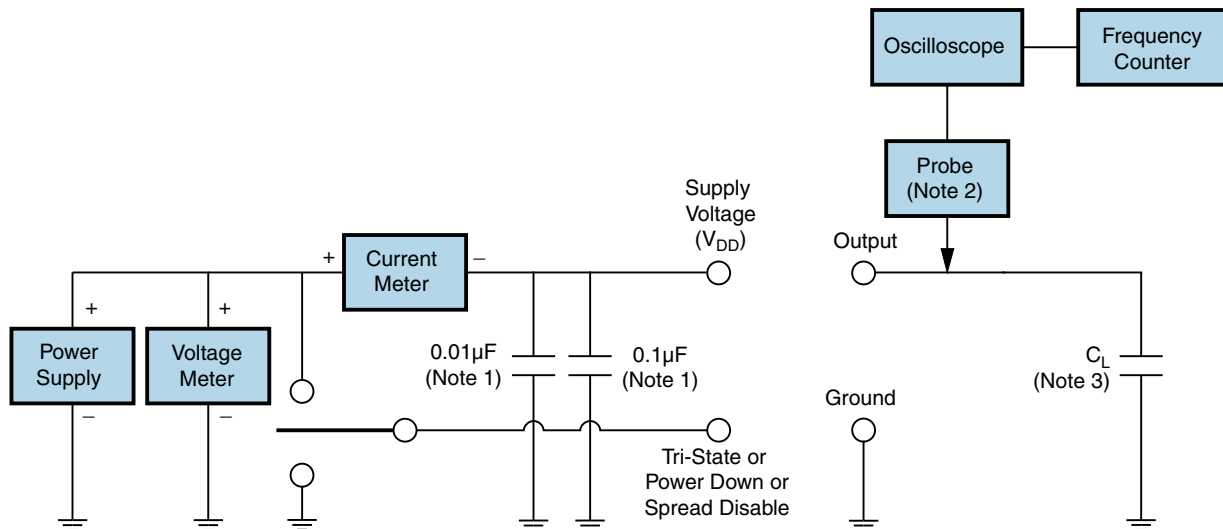 Oscilloscope
Frequency
Counter
Probe
(Note 2)
Supply
Voltage
(VDD)
Output
+
Current
Meter
–
+
+
Power
Supply
Voltage
Meter
–
–
0.01µF
(Note 1)
0.1µF
(Note 1)
CL
(Note 3)
Ground
Tri-State or
Power Down or
Spread Disable